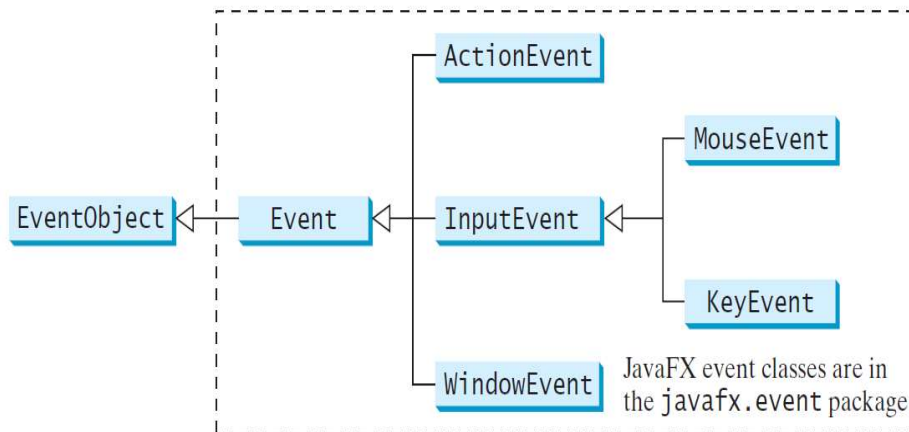 ActionEvent
MouseEvent
EventObject
Event
InputEvent
KeyEvent
WindowEvent
JavaFX event classes are in
the javafx.event package